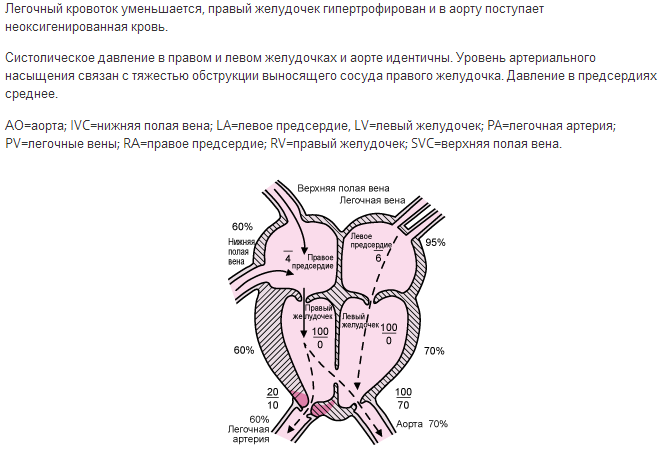 Легочный кровоток уменьшается, правый желудочек гипертрофирован и в аорту поступает
неоксигенированная кровь.
Систолическое давление в правом и левом желудочках и аорте идентичны. Уровень артериального
насыщения связан с тяжестью обструкции выносящего сосуда правого желудочка. Давление в предсердиях
среднее.
AO=аорта; IVC=нижняя полая вена; LA=левое предсердие, LV=левый желудочек; PA=легочная артерия;
PV=легочные вены; RA=правое предсердие; RV=правый желудочек; SVC=верхняя полая вена.
Верхняя полая вена
Легочная вена
60%
Нижняя
полая
вена
4
Правое
предсердие
Левое
предсердие
6
95%
Правый
желудочек
100
0
Левый
желудочек
100
0
60%
70%
20
10
100
70
60%
Легочная
артерия
Аорта 70%